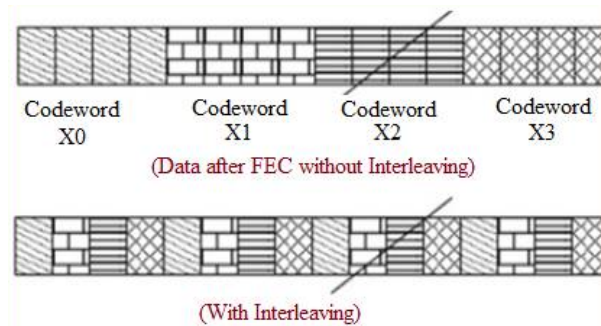 Codeword X0 Codeword X1 Codeword X2 Codeword X3
(Data after FEC without Interleaving)
(With Interleaving)